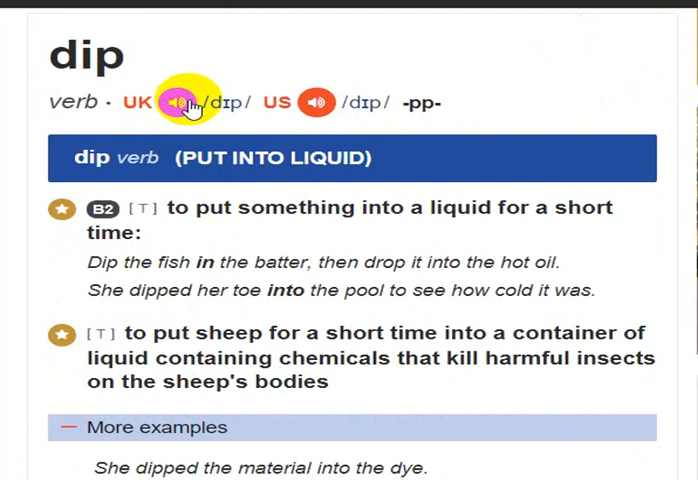 dip
verb · UK /dɪp/ US /dɪp/ -pp-
dip verb (PUT INTO LIQUID)
B2 [ T ] to put something into a liquid for a short
time:
Dip the fish in the batter, then drop it into the hot oil.
She dipped her toe into the pool to see how cold it was.
[ T ] to put sheep for a short time into a container of
liquid containing chemicals that kill harmful insects
on the sheep's bodies
— More examples
She dipped the material into the dye.